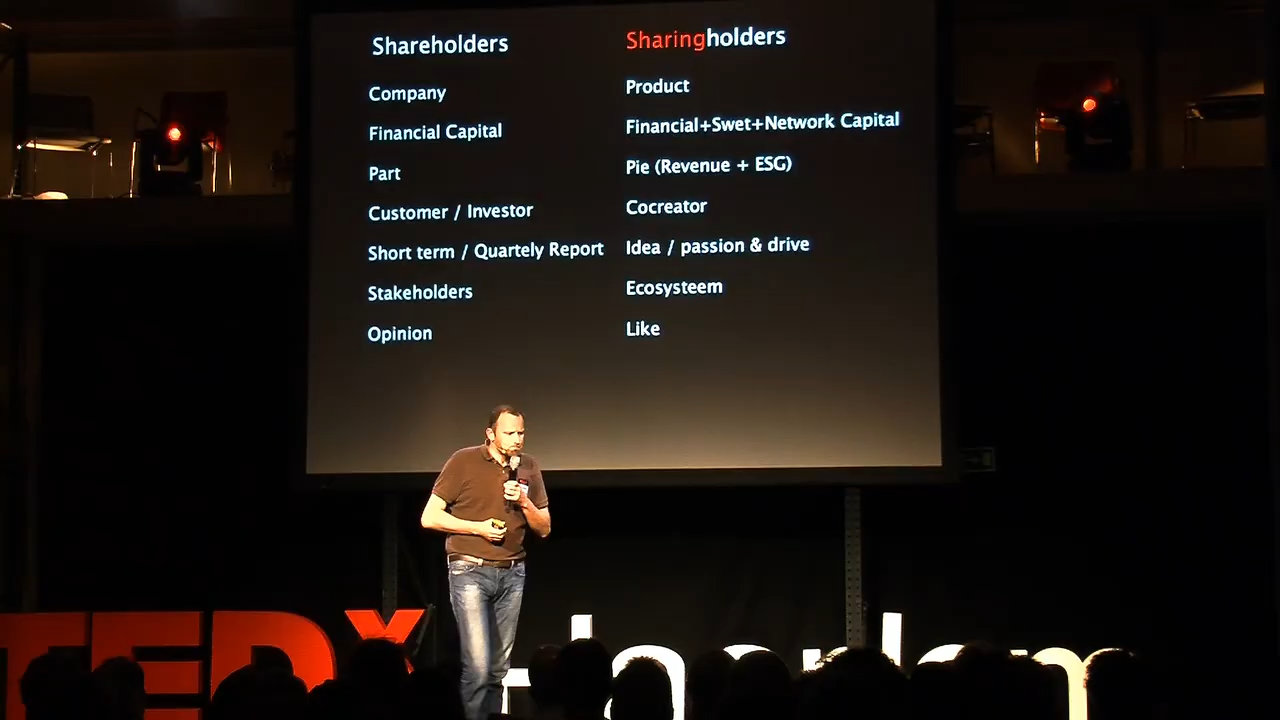 Shareholders
Company
Financial Capital
Part
Customer / Investor
Short term / Quartely Report
Stakeholders
Opinion
Sharingholders
Product
Financial+Swet+Network Capital
Pie (Revenue + ESG)
Cocreator
Idea / passion & drive
Ecosysteem
Like
TEDx